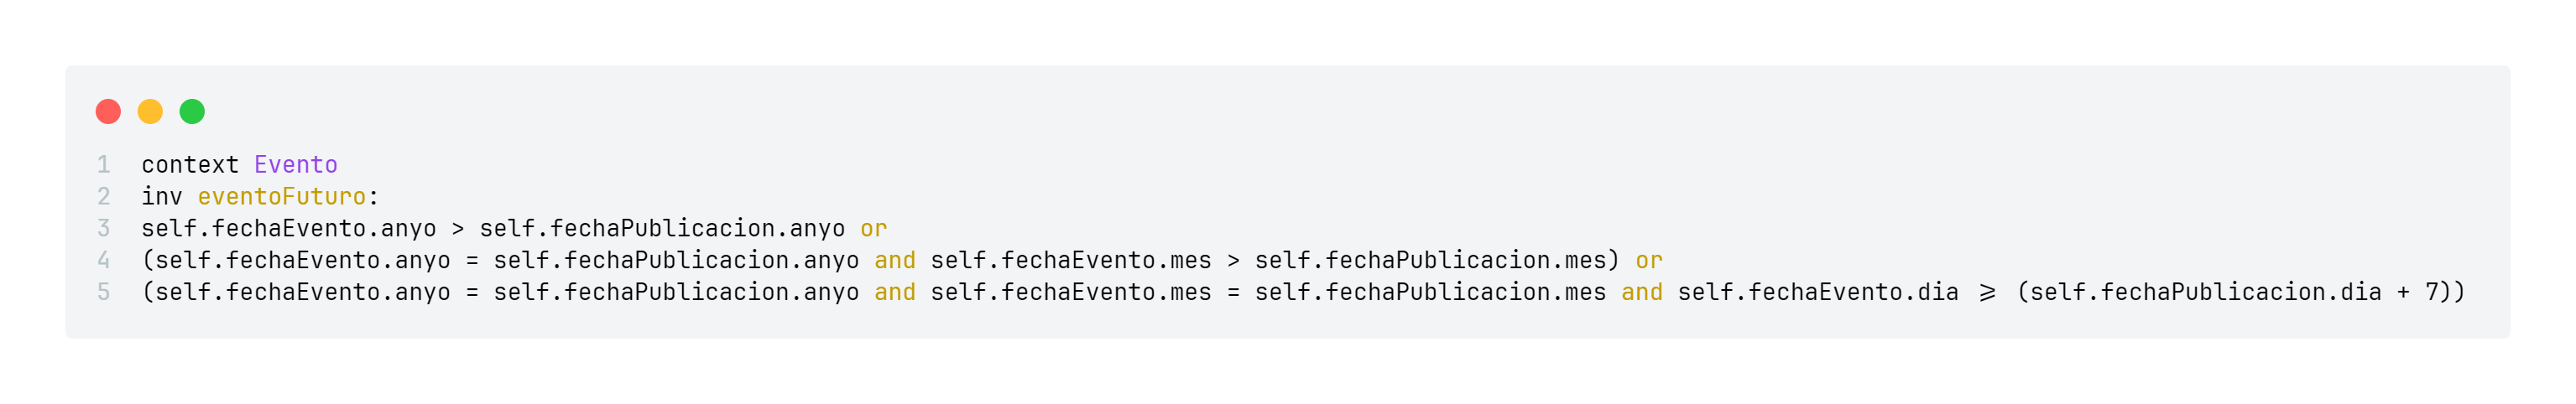 1 context Evento
2 inv eventoFuturo:
3 self.fechaEvento.anyo > self.fechaPublicacion.anyo or
4 (self.fechaEvento.anyo = self.fechaPublicacion.anyo and self.fechaEvento.mes > self.fechaPublicacion.mes) or
5 (self.fechaEvento.anyo = self.fechaPublicacion.anyo and self.fechaEvento.mes = self.fechaPublicacion.mes and self.fechaEvento.dia ⩾ (self.fechaPublicacion.dia + 7))